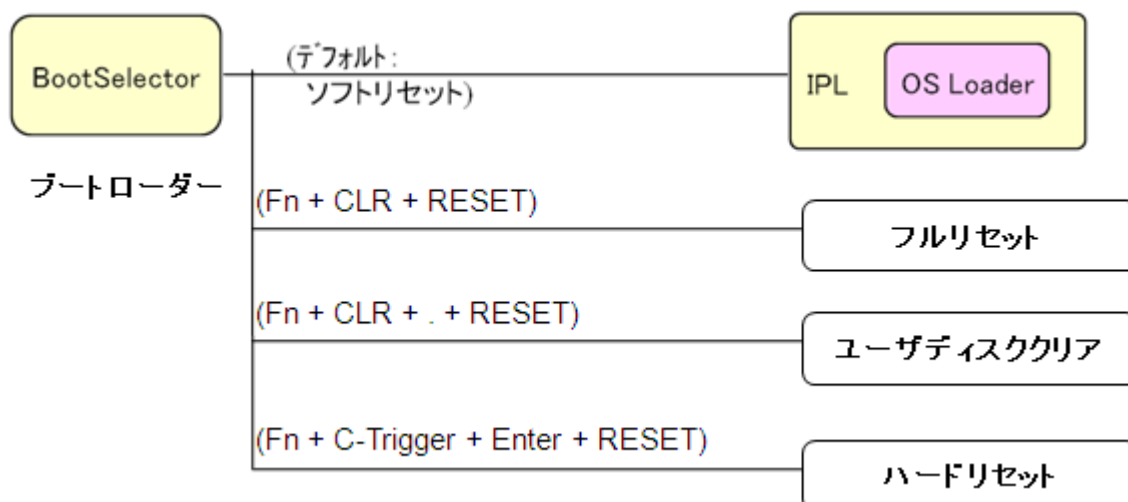 BootSelector
(デフォルト:
ソフトリセット)
IPL
OS Loader
ブートローダー
(Fn + CLR + RESET)
フルリセット
(Fn + CLR + . + RESET)
ユーザディスククリア
(Fn + C-Trigger + Enter + RESET)
ハードリセット